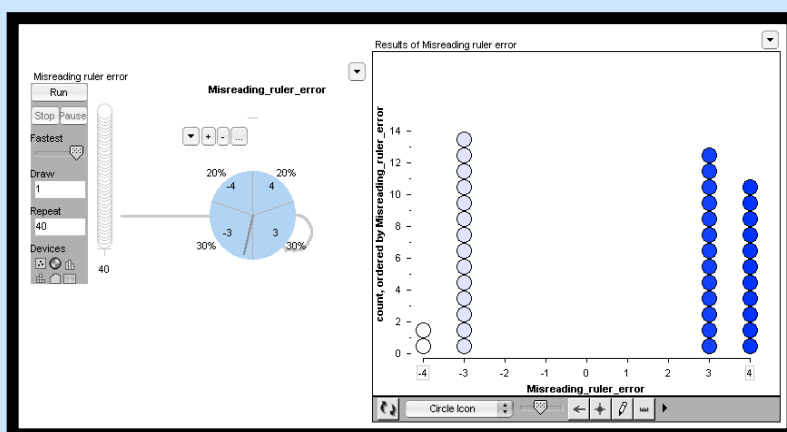 Misreading ruler error
Run
Stop Pause
Fastest
Draw
1
Repeat
40
Devices
40
Misreading_ruler_error
+ - ...
20% 20%
-4 4
-3 3
30% 30%
Results of Misreading ruler error
count, ordered by Misreading_ruler_error
14
12
10
8
6
4
2
0
-4 -3 -2 -1 0 1 2 3 4
Misreading_ruler_error
Circle Icon